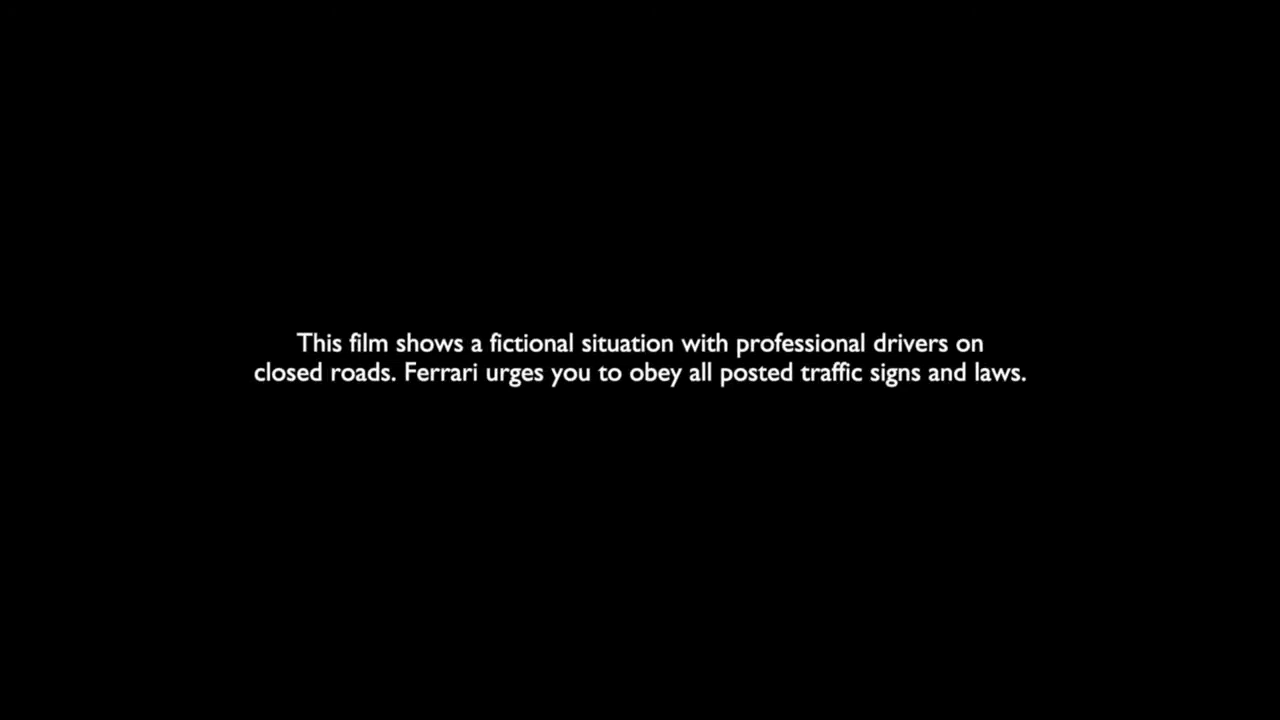 This film shows a fictional situation with professional drivers on
closed roads. Ferrari urges you to obey all posted traffic signs and laws.